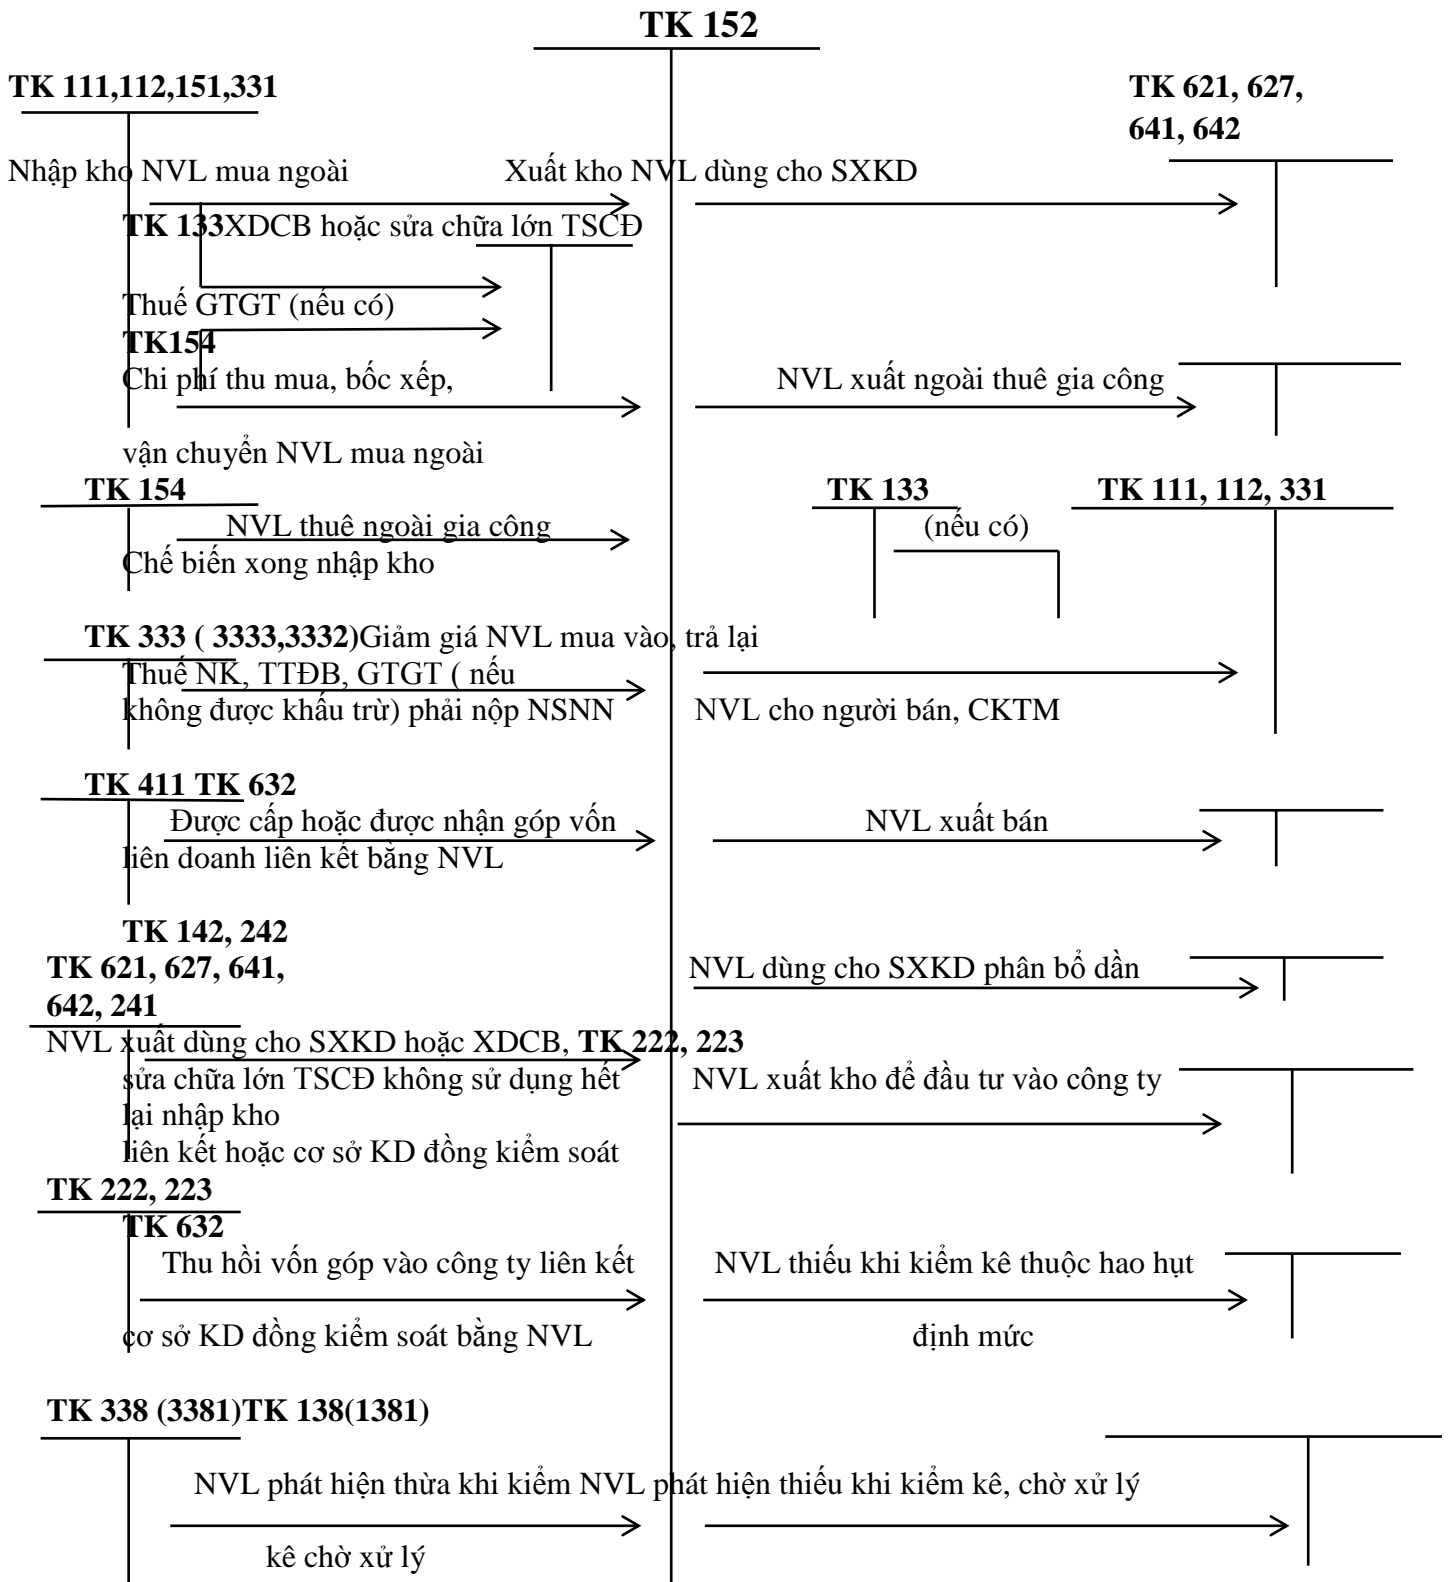 TK 152
TK 111,112,151,331
TK 621, 627,
641, 642
Nhập kho NVL mua ngoài
Xuất kho NVL dùng cho SXKD
TK 133XDCB hoặc sửa chữa lớn TSCĐ
Thuế GTGT (nếu có)
TK154
Chi phí thu mua, bốc xếp,
NVL xuất ngoài thuê gia công
vận chuyển NVL mua ngoài
TK 154
TK 133
TK 111, 112, 331
NVL thuê ngoài gia công
(nếu có)
Chế biến xong nhập kho
TK 333 ( 3333,3332)Giảm giá NVL mua vào, trả lại
Thuế NK, TTĐB, GTGT ( nếu
không được khấu trừ) phải nộp NSNN
NVL cho người bán, CKTM
TK 411 TK 632
Được cấp hoặc được nhận góp vốn
NVL xuất bán
liên doanh liên kết bằng NVL
TK 142, 242
TK 621, 627, 641,
NVL dùng cho SXKD phân bổ dần
642, 241
NVL xuất dùng cho SXKD hoặc XDCB, TK 222, 223
sửa chữa lớn TSCĐ không sử dụng hết
NVL xuất kho để đầu tư vào công ty
lại nhập kho
liên kết hoặc cơ sở KD đồng kiểm soát
TK 222, 223
TK 632
Thu hồi vốn góp vào công ty liên kết
NVL thiếu khi kiểm kê thuộc hao hụt
cơ sở KD đồng kiểm soát bằng NVL
định mức
TK 338 (3381)TK 138(1381)
NVL phát hiện thừa khi kiểm NVL phát hiện thiếu khi kiểm kê, chờ xử lý
kê chờ xử lý